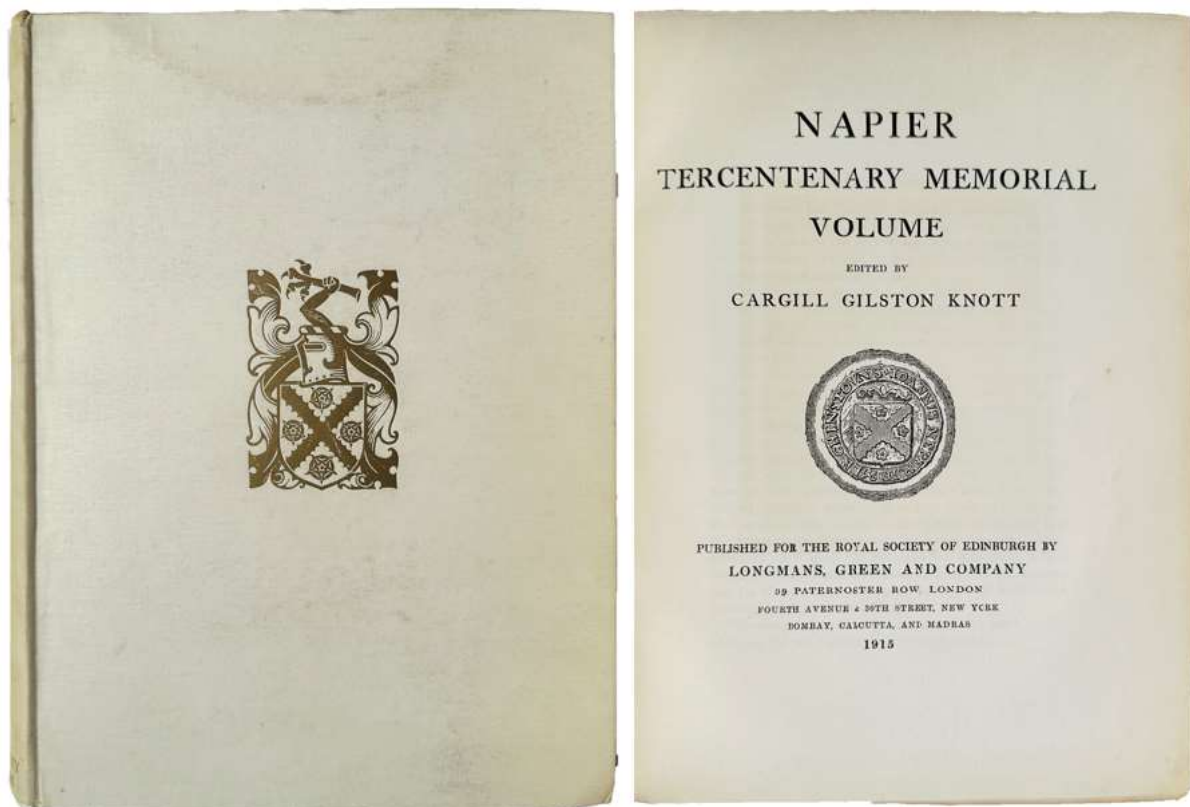 NAPIER
TERCENTENARY MEMORIAL
VOLUME
EDITED BY
CARGILL GILSTON KNOTT
PUBLISHED FOR THE ROYAL SOCIETY OF EDINBURGH BY
LONGMANS, GREEN AND COMPANY
39 PATERNOSTER ROW, LONDON
FOURTH AVENUE & 30TH STREET, NEW YORK
BOMBAY, CALCUTTA, AND MADRAS
1915